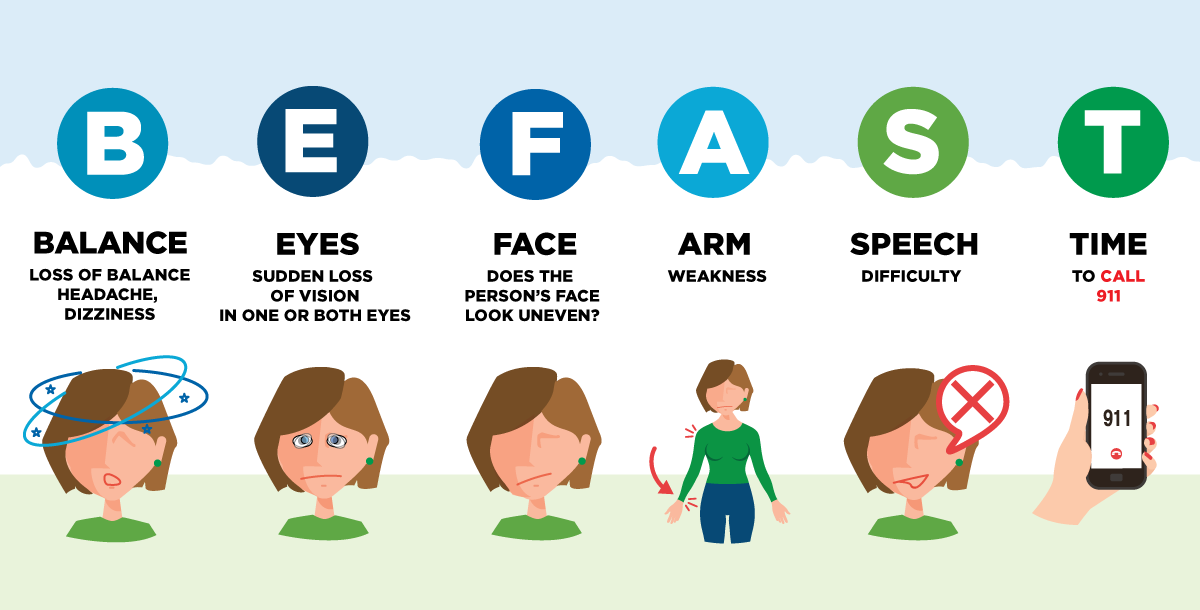 B
E
F
A
S
T
BALANCE
LOSS OF BALANCE
HEADACHE,
DIZZINESS
EYES
SUDDEN LOSS
OF VISION
IN ONE OR BOTH EYES
FACE
DOES THE
PERSON'S FACE
LOOK UNEVEN?
ARM
WEAKNESS
SPEECH
DIFFICULTY
TIME
TO CALL
911
911